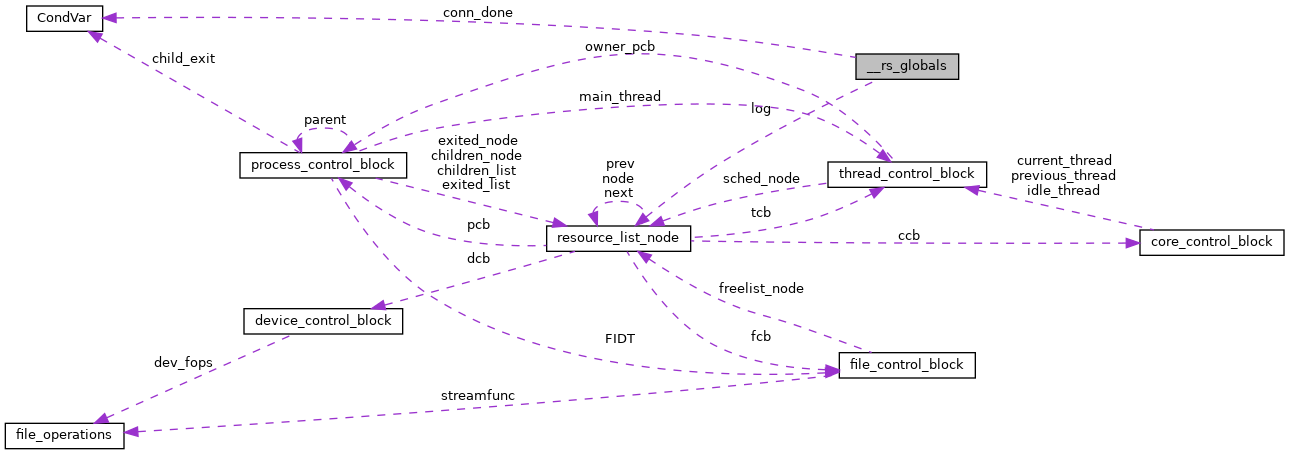 conn_done
CondVar
owner_pcb
child_exit
__rs_globals
main_thread
log
parent
exited_node
children_node
children_list
exited_list
process_control_block
prev
node
next
sched_node
thread_control_block
current_thread
previous_thread
idle_thread
tcb
pcb
resource_list_node
ccb
core_control_block
dcb
freelist_node
device_control_block
FIDT
fcb
dev_fops
file_control_block
streamfunc
file_operations